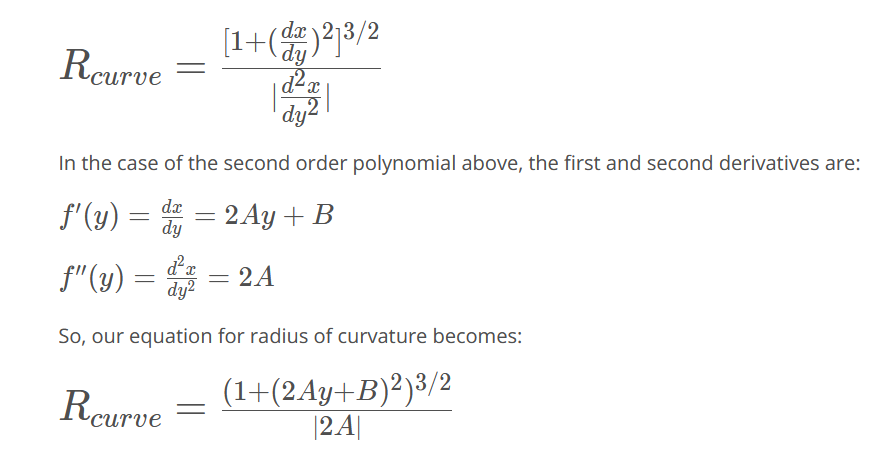 R_{curve} = \frac{[1+(\frac{dx}{dy})^2]^{3/2}}{|\frac{d^2x}{dy^2}|}
In the case of the second order polynomial above, the first and second derivatives are:
f'(y) = \frac{dx}{dy} = 2Ay + B
f''(y) = \frac{d^2x}{dy^2} = 2A
So, our equation for radius of curvature becomes:
R_{curve} = \frac{(1+(2Ay+B)^2)^{3/2}}{|2A|}